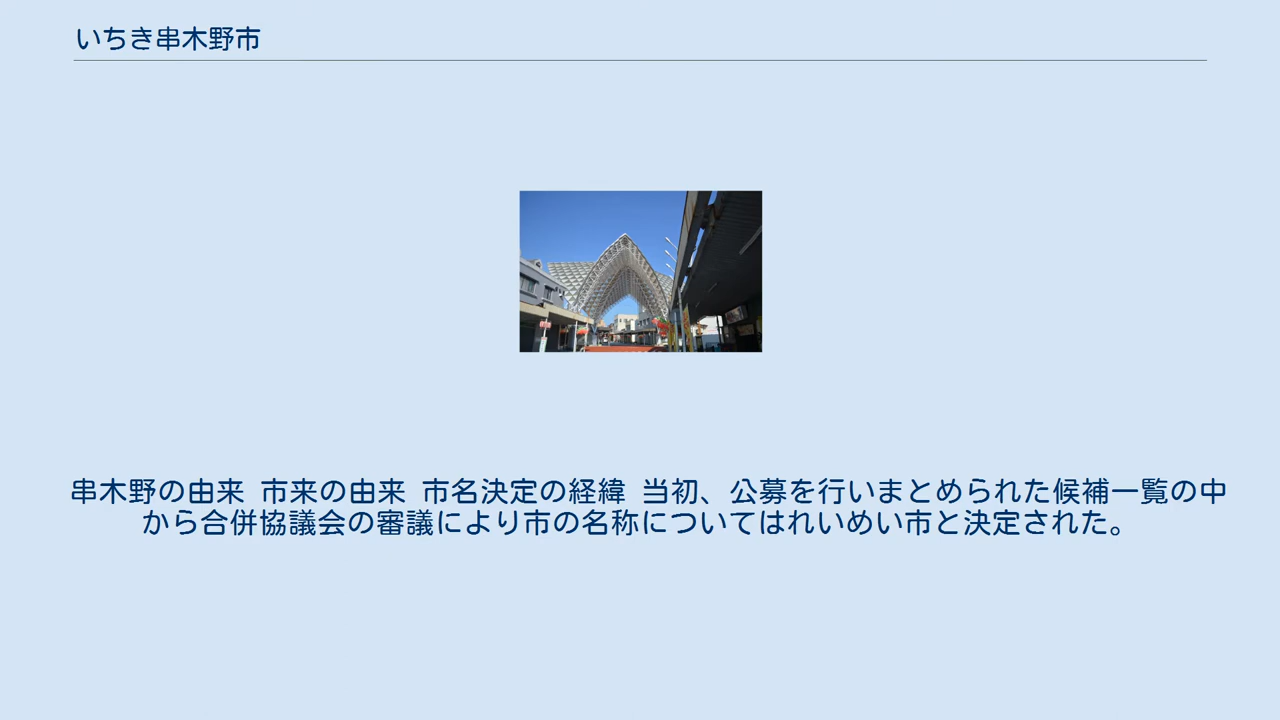 いちき串木野市
串木野の由来 市来の由来 市名決定の経緯 当初、公募を行いまとめられた候補一覧の中
から合併協議会の審議により市の名称についてはれいめい市と決定された。